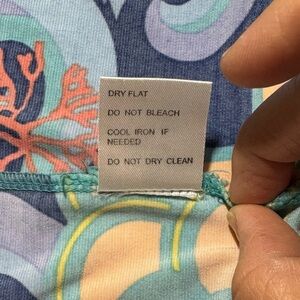 DRY FLAT
DO NOT BLEACH
COOL IRON IF
NEEDED
DO NOT DRY CLEAN